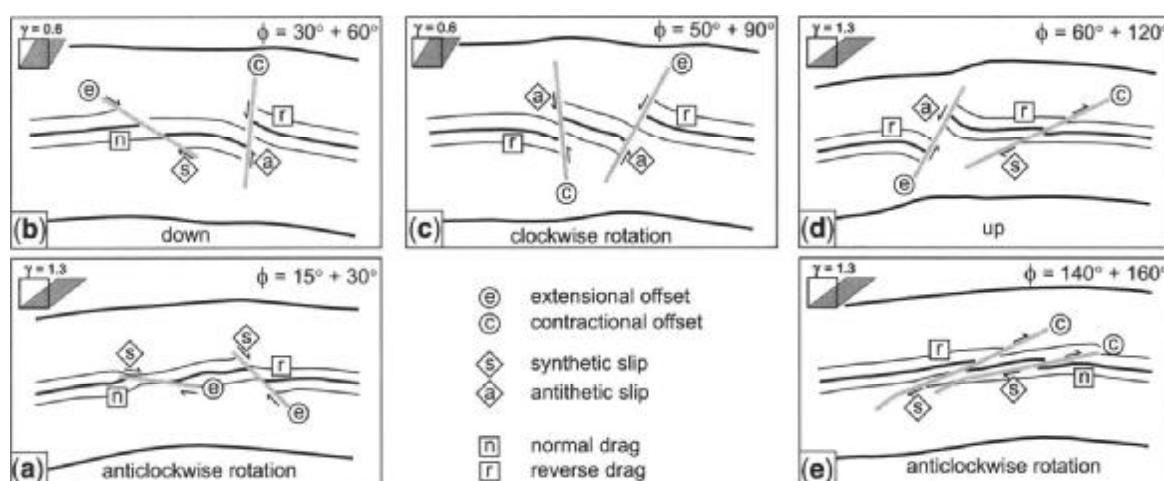 γ = 0.6
ϕ = 30° + 60°
e
c
r
n
s
a
(b)
down
γ = 0.6
ϕ = 50° + 90°
e
a
r
r
a
c
(c)
clockwise rotation
γ = 1.3
ϕ = 60° + 120°
a
r
c
r
s
e
(d)
up
γ = 1.3
ϕ = 15° + 30°
s
s
r
n
e
e
(a)
anticlockwise rotation
e extensional offset
c contractional offset
s synthetic slip
a antithetic slip
n normal drag
r reverse drag
γ = 1.3
ϕ = 140° + 160°
c
r
c
s
s
n
(e)
anticlockwise rotation